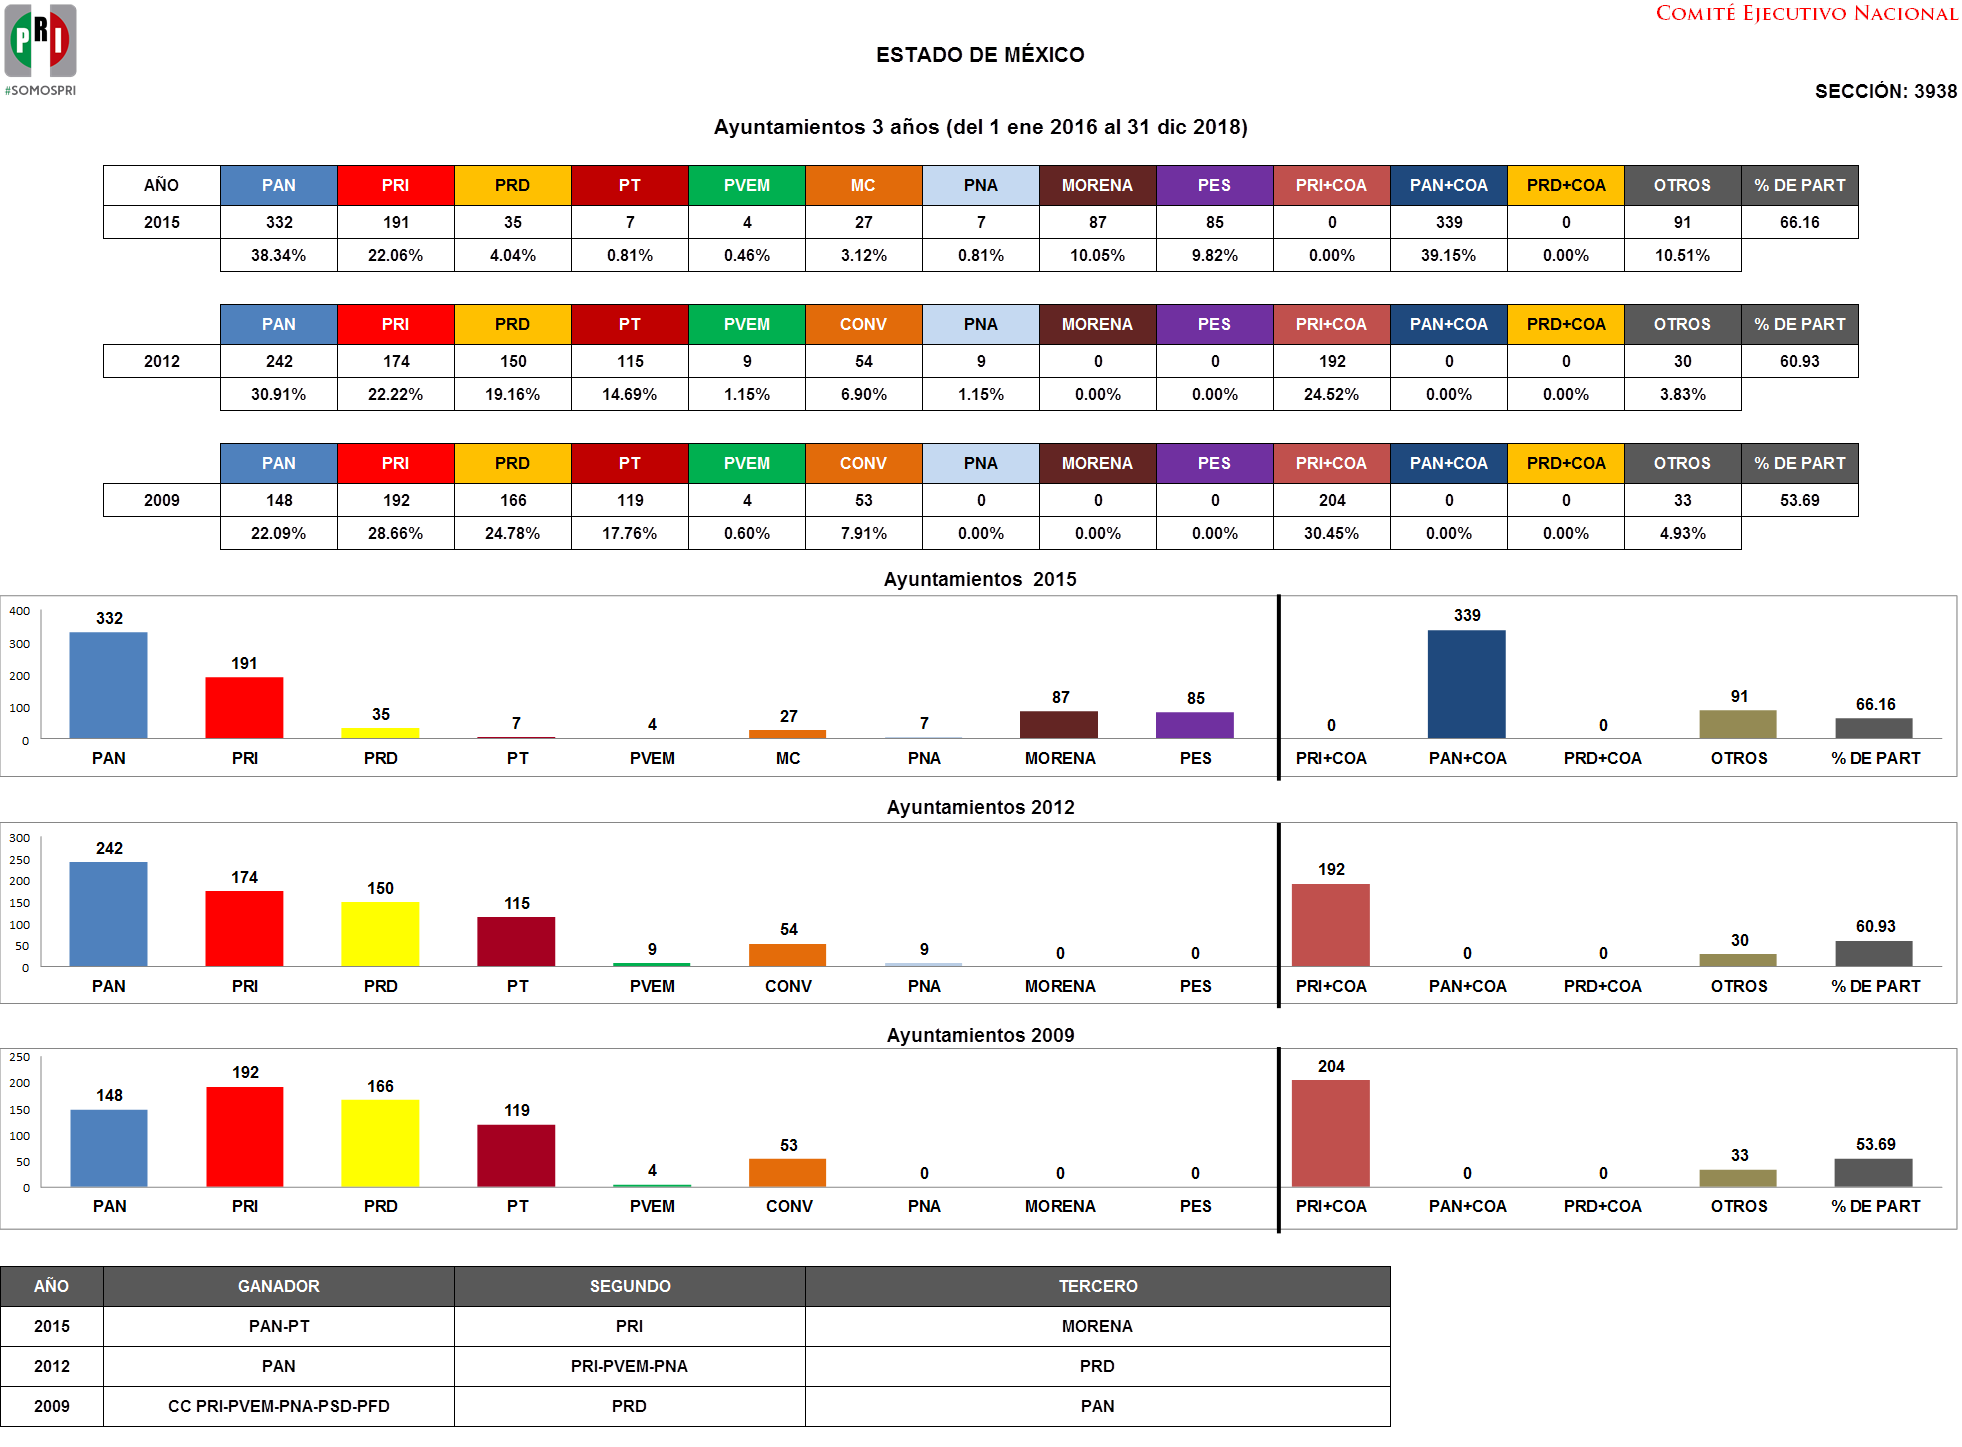 PRI
#SOMOSPRI
COMITÉ EJECUTIVO NACIONAL
ESTADO DE MÉXICO
SECCIÓN: 3938
Ayuntamientos 3 años (del 1 ene 2016 al 31 dic 2018)
AÑO PAN PRI PRD PT PVEM MC PNA MORENA PES PRI+COA PAN+COA PRD+COA OTROS % DE PART
2015 332 191 35 7 4 27 7 87 85 0 339 0 91 66.16
38.34% 22.06% 4.04% 0.81% 0.46% 3.12% 0.81% 10.05% 9.82% 0.00% 39.15% 0.00% 10.51%
PAN PRI PRD PT PVEM CONV PNA MORENA PES PRI+COA PAN+COA PRD+COA OTROS % DE PART
2012 242 174 150 115 9 54 9 0 0 192 0 0 30 60.93
30.91% 22.22% 19.16% 14.69% 1.15% 6.90% 1.15% 0.00% 0.00% 24.52% 0.00% 0.00% 3.83%
PAN PRI PRD PT PVEM CONV PNA MORENA PES PRI+COA PAN+COA PRD+COA OTROS % DE PART
2009 148 192 166 119 4 53 0 0 0 204 0 0 33 53.69
22.09% 28.66% 24.78% 17.76% 0.60% 7.91% 0.00% 0.00% 0.00% 30.45% 0.00% 0.00% 4.93%
Ayuntamientos 2015
400
300
200
100
0
332 191 35 7 4 27 7 87 85 0 339 0 91 66.16
PAN PRI PRD PT PVEM MC PNA MORENA PES PRI+COA PAN+COA PRD+COA OTROS % DE PART
Ayuntamientos 2012
300
250
200
150
100
50
0
242 174 150 115 9 54 9 0 0 192 0 0 30 60.93
PAN PRI PRD PT PVEM CONV PNA MORENA PES PRI+COA PAN+COA PRD+COA OTROS % DE PART
Ayuntamientos 2009
250
200
150
100
50
0
148 192 166 119 4 53 0 0 0 204 0 0 33 53.69
PAN PRI PRD PT PVEM CONV PNA MORENA PES PRI+COA PAN+COA PRD+COA OTROS % DE PART
AÑO GANADOR SEGUNDO TERCERO
2015 PAN-PT PRI MORENA
2012 PAN PRI-PVEM-PNA PRD
2009 CC PRI-PVEM-PNA-PSD-PFD PRD PAN